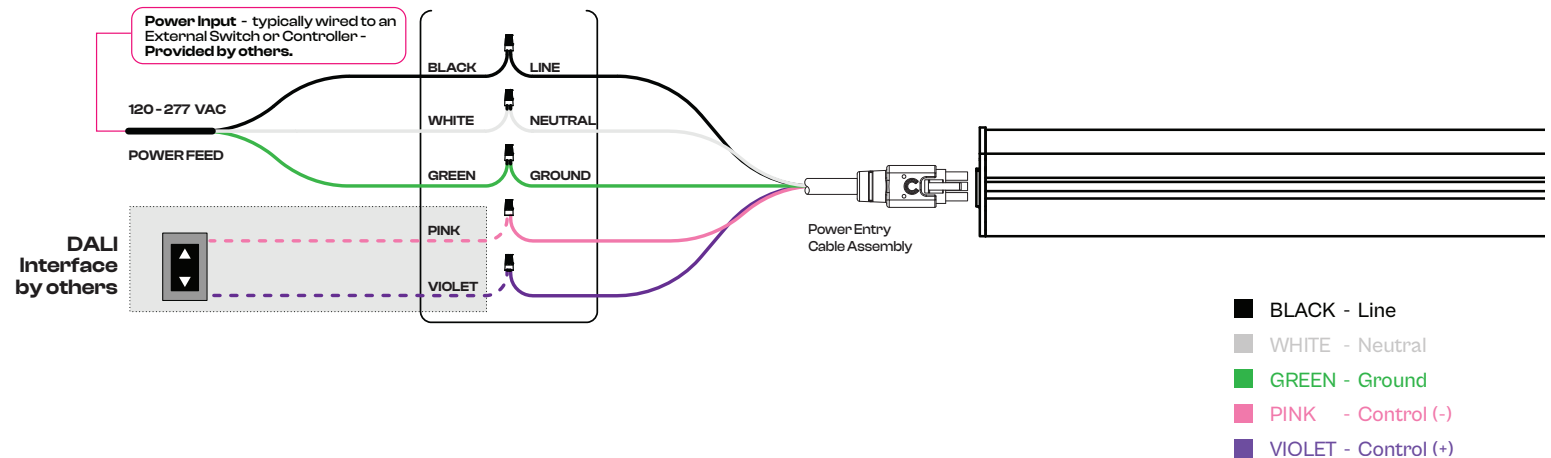 Power Input - typically wired to an
External Switch or Controller -
Provided by others.
BLACK
LINE
120-277 VAC
WHITE
NEUTRAL
POWER FEED
GREEN
GROUND
PINK
DALI
Interface
by others
VIOLET
Power Entry
Cable Assembly
C
BLACK - Line
WHITE - Neutral
GREEN - Ground
PINK - Control (-)
VIOLET - Control (+)